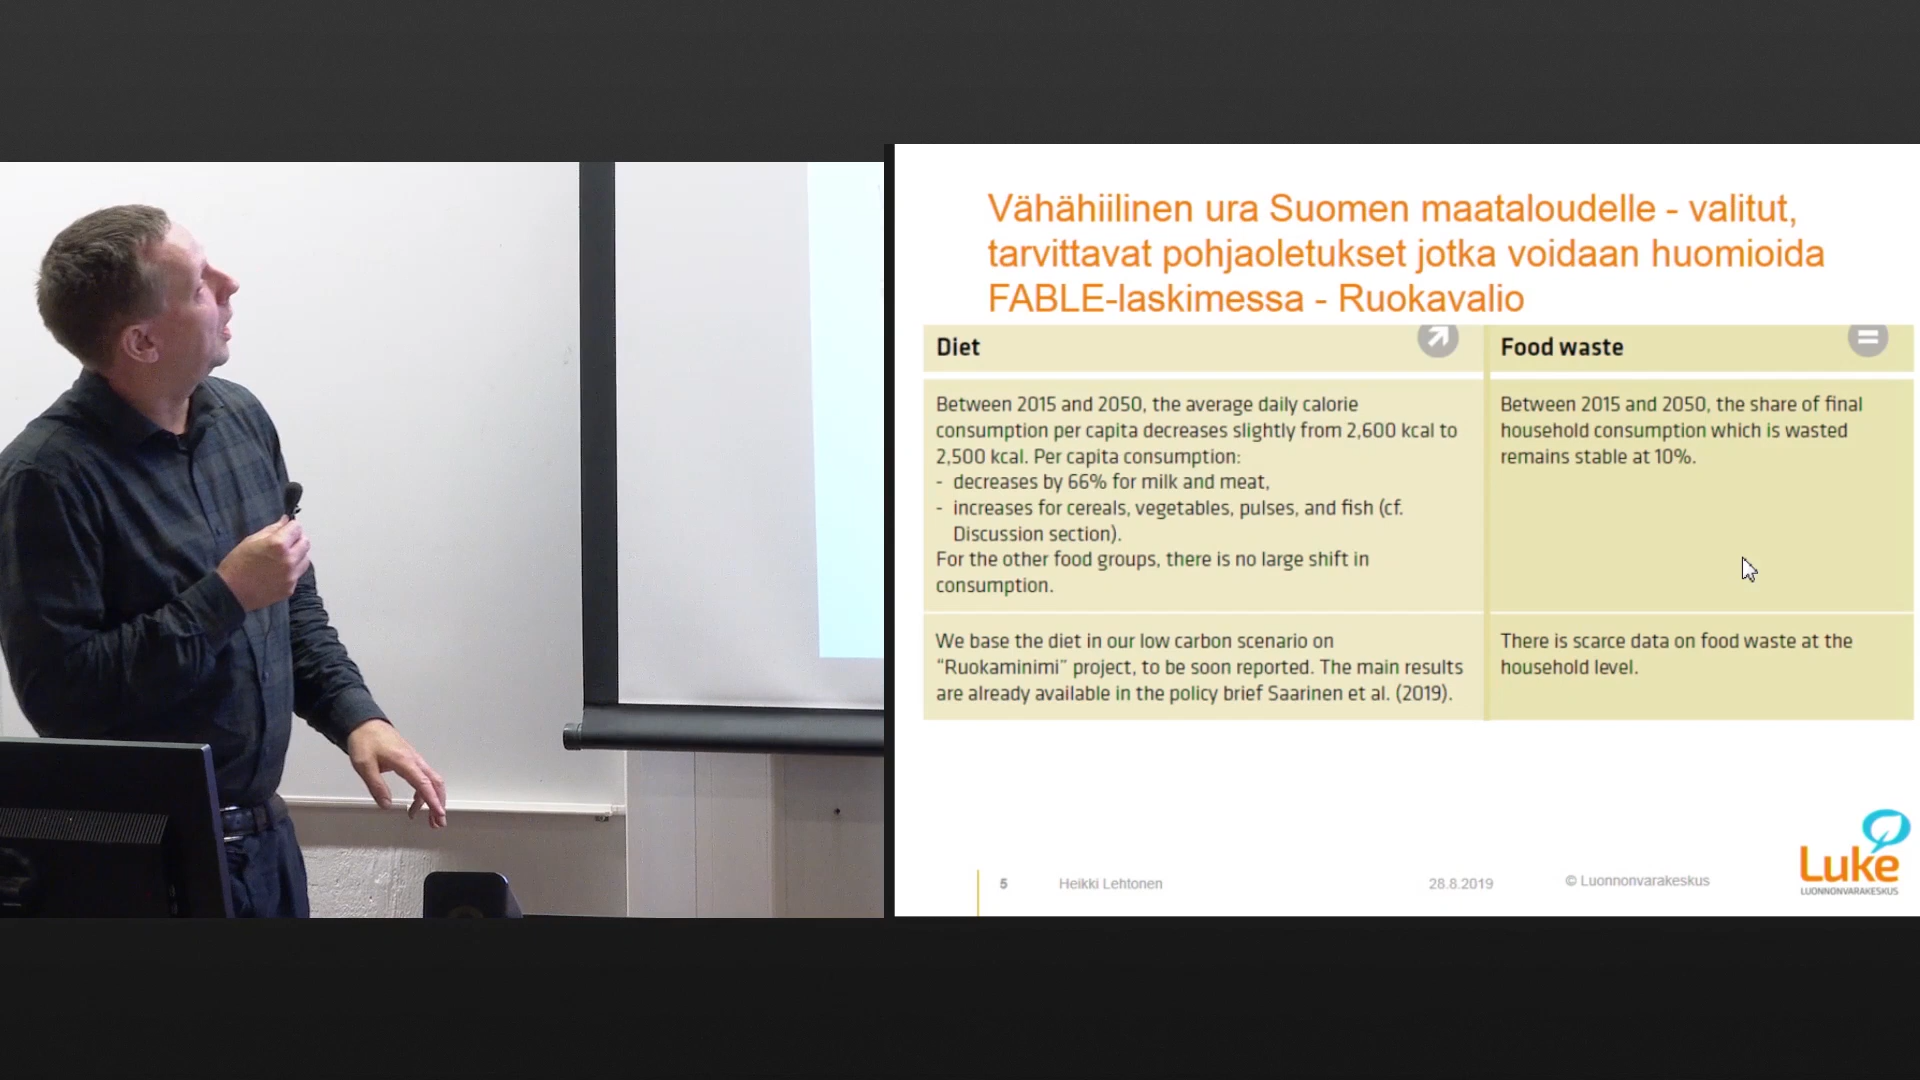 Vähähiilinen ura Suomen maataloudelle - valitut,
tarvittavat pohjaoletukset jotka voidaan huomioida
FABLE-laskimessa - Ruokavalio
Diet
Between 2015 and 2050, the average daily calorie
consumption per capita decreases slightly from 2,600 kcal to
2,500 kcal. Per capita consumption:
- decreases by 66% for milk and meat,
- increases for cereals, vegetables, pulses, and fish (cf.
Discussion section).
For the other food groups, there is no large shift in
consumption.
We base the diet in our low carbon scenario on
“Ruokaminimi” project, to be soon reported. The main results
are already available in the policy brief Saarinen et al. (2019).
Food waste
Between 2015 and 2050, the share of final
household consumption which is wasted
remains stable at 10%.
There is scarce data on food waste at the
household level.
5 Heikki Lehtonen 28.8.2019 © Luonnonvarakeskus
Luke
LUONNONVARAKESKUS